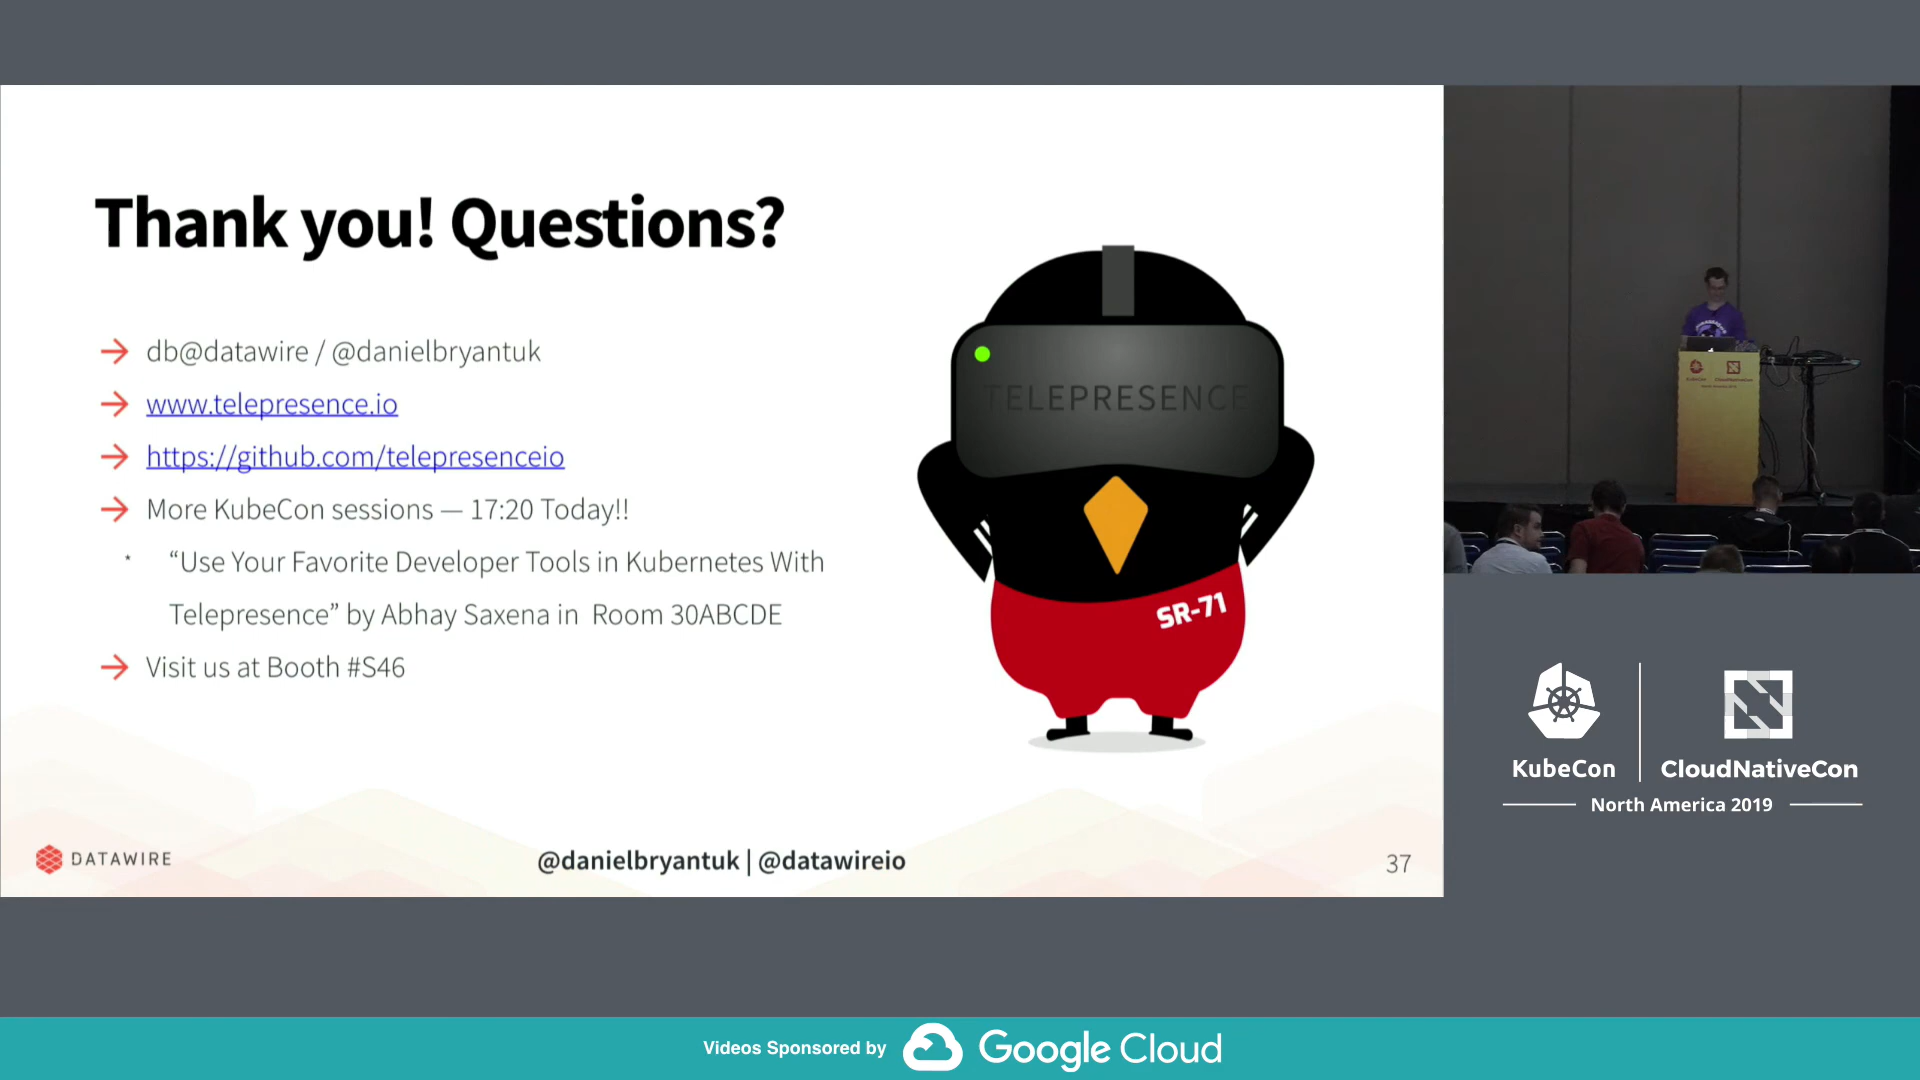 Thank you! Questions?
→ db@datawire / @danielbryantuk
→ www.telepresence.io
→ https://github.com/telepresenceio
→ More KubeCon sessions — 17:20 Today!!
* “Use Your Favorite Developer Tools in Kubernetes With
Telepresence” by Abhay Saxena in Room 30ABCDE
→ Visit us at Booth #S46
TELEPRESENCE
SR-71
DATAWIRE
@danielbryantuk | @datawireio
37
KubeCon
CloudNativeCon
North America 2019
Videos Sponsored by
Google Cloud